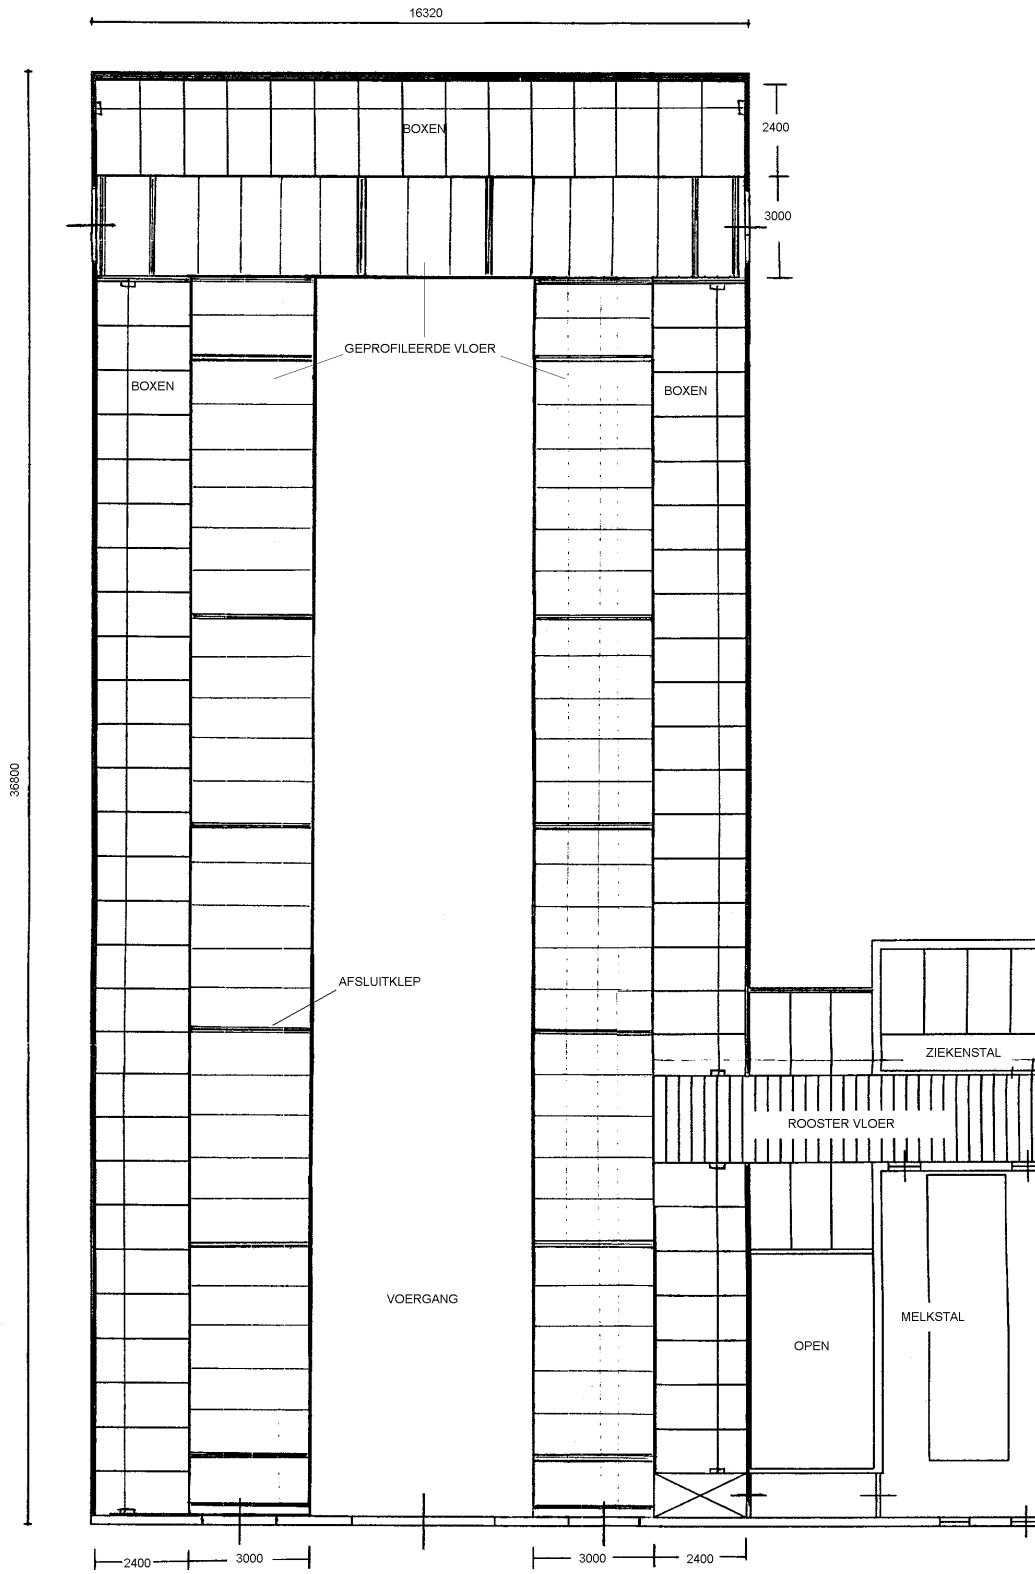 16320
BOXEN
2400
3000
GEPROFILEERDE VLOER
BOXEN
BOXEN
36800
AFSLUITKLEP
ZIEKENSTAL
ROOSTER VLOER
VOERGANG
MELKSTAL
OPEN
2400
3000
3000
2400